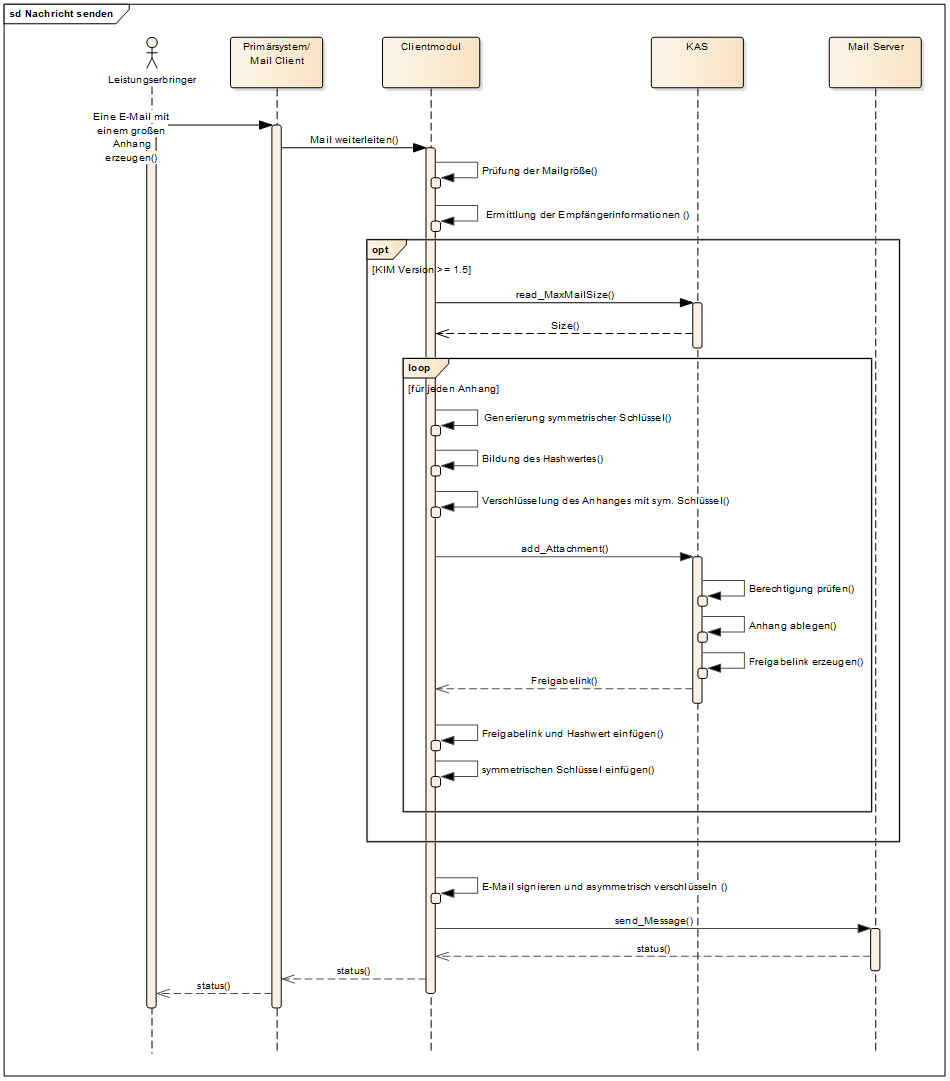 sd Nachricht senden
Leistungserbringer
Primärsystem/
Mail Client
Clientmodul
KAS
Mail Server
Eine E-Mail mit
einem großen
Anhang
erzeugen()
Mail weiterleiten()
Prüfung der Mailgröße()
Ermittlung der Empfängerinformationen ()
opt
[KIM Version >= 1.5]
read_MaxMailSize()
Size()
loop
[für jeden Anhang]
Generierung symmetrischer Schlüssel()
Bildung des Hashwertes()
Verschlüsselung des Anhanges mit sym. Schlüssel()
add_Attachment()
Berechtigung prüfen()
Anhang ablegen()
Freigabelink erzeugen()
Freigabelink()
Freigabelink und Hashwert einfügen()
symmetrischen Schlüssel einfügen()
E-Mail signieren und asymmetrisch verschlüsseln ()
send_Message()
status()
status()
status()